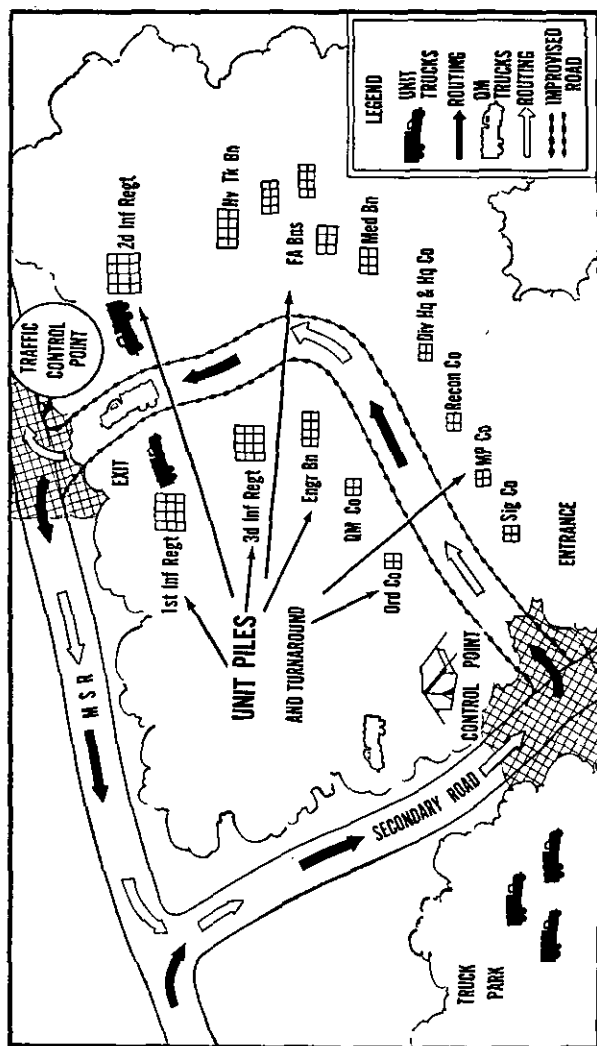 TRAFFIC
CONTROL
POINT
M S R
EXIT
1st Inf Regt
2d Inf Regt
3d Inf Regt
Hv Tk Bn
FA Bns
Med Bn
Engr Bn
QM Co
Ord Co
Div Hq & Hq Co
Recon Co
MP Co
Sig Co
UNIT PILES
AND TURNAROUND
CONTROL POINT
ENTRANCE
SECONDARY ROAD
TRUCK
PARK
LEGEND
UNIT
TRUCKS
ROUTING
QM
TRUCKS
ROUTING
IMPROVISED
ROAD